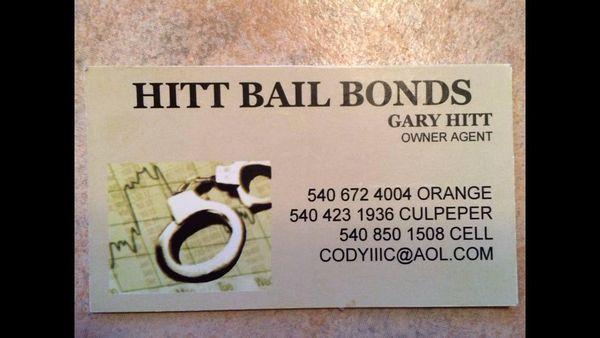 HITT BAIL BONDS
GARY HITT
OWNER AGENT
540 672 4004 ORANGE
540 423 1936 CULPEPER
540 850 1508 CELL
CODYIIIC@AOL.COM